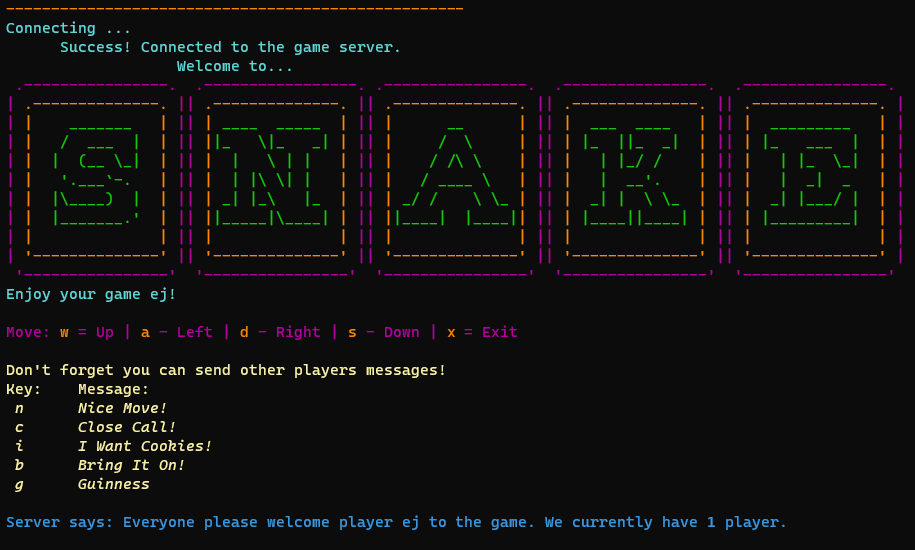 Connecting ...
Success! Connected to the game server.
Welcome to...
SNAKE
Enjoy your game ej!
Move: w = Up | a - Left | d - Right | s - Down | x = Exit
Don't forget you can send other players messages!
Key: Message:
n Nice Move!
c Close Call!
i I Want Cookies!
b Bring It On!
g Guinness
Server says: Everyone please welcome player ej to the game. We currently have 1 player.